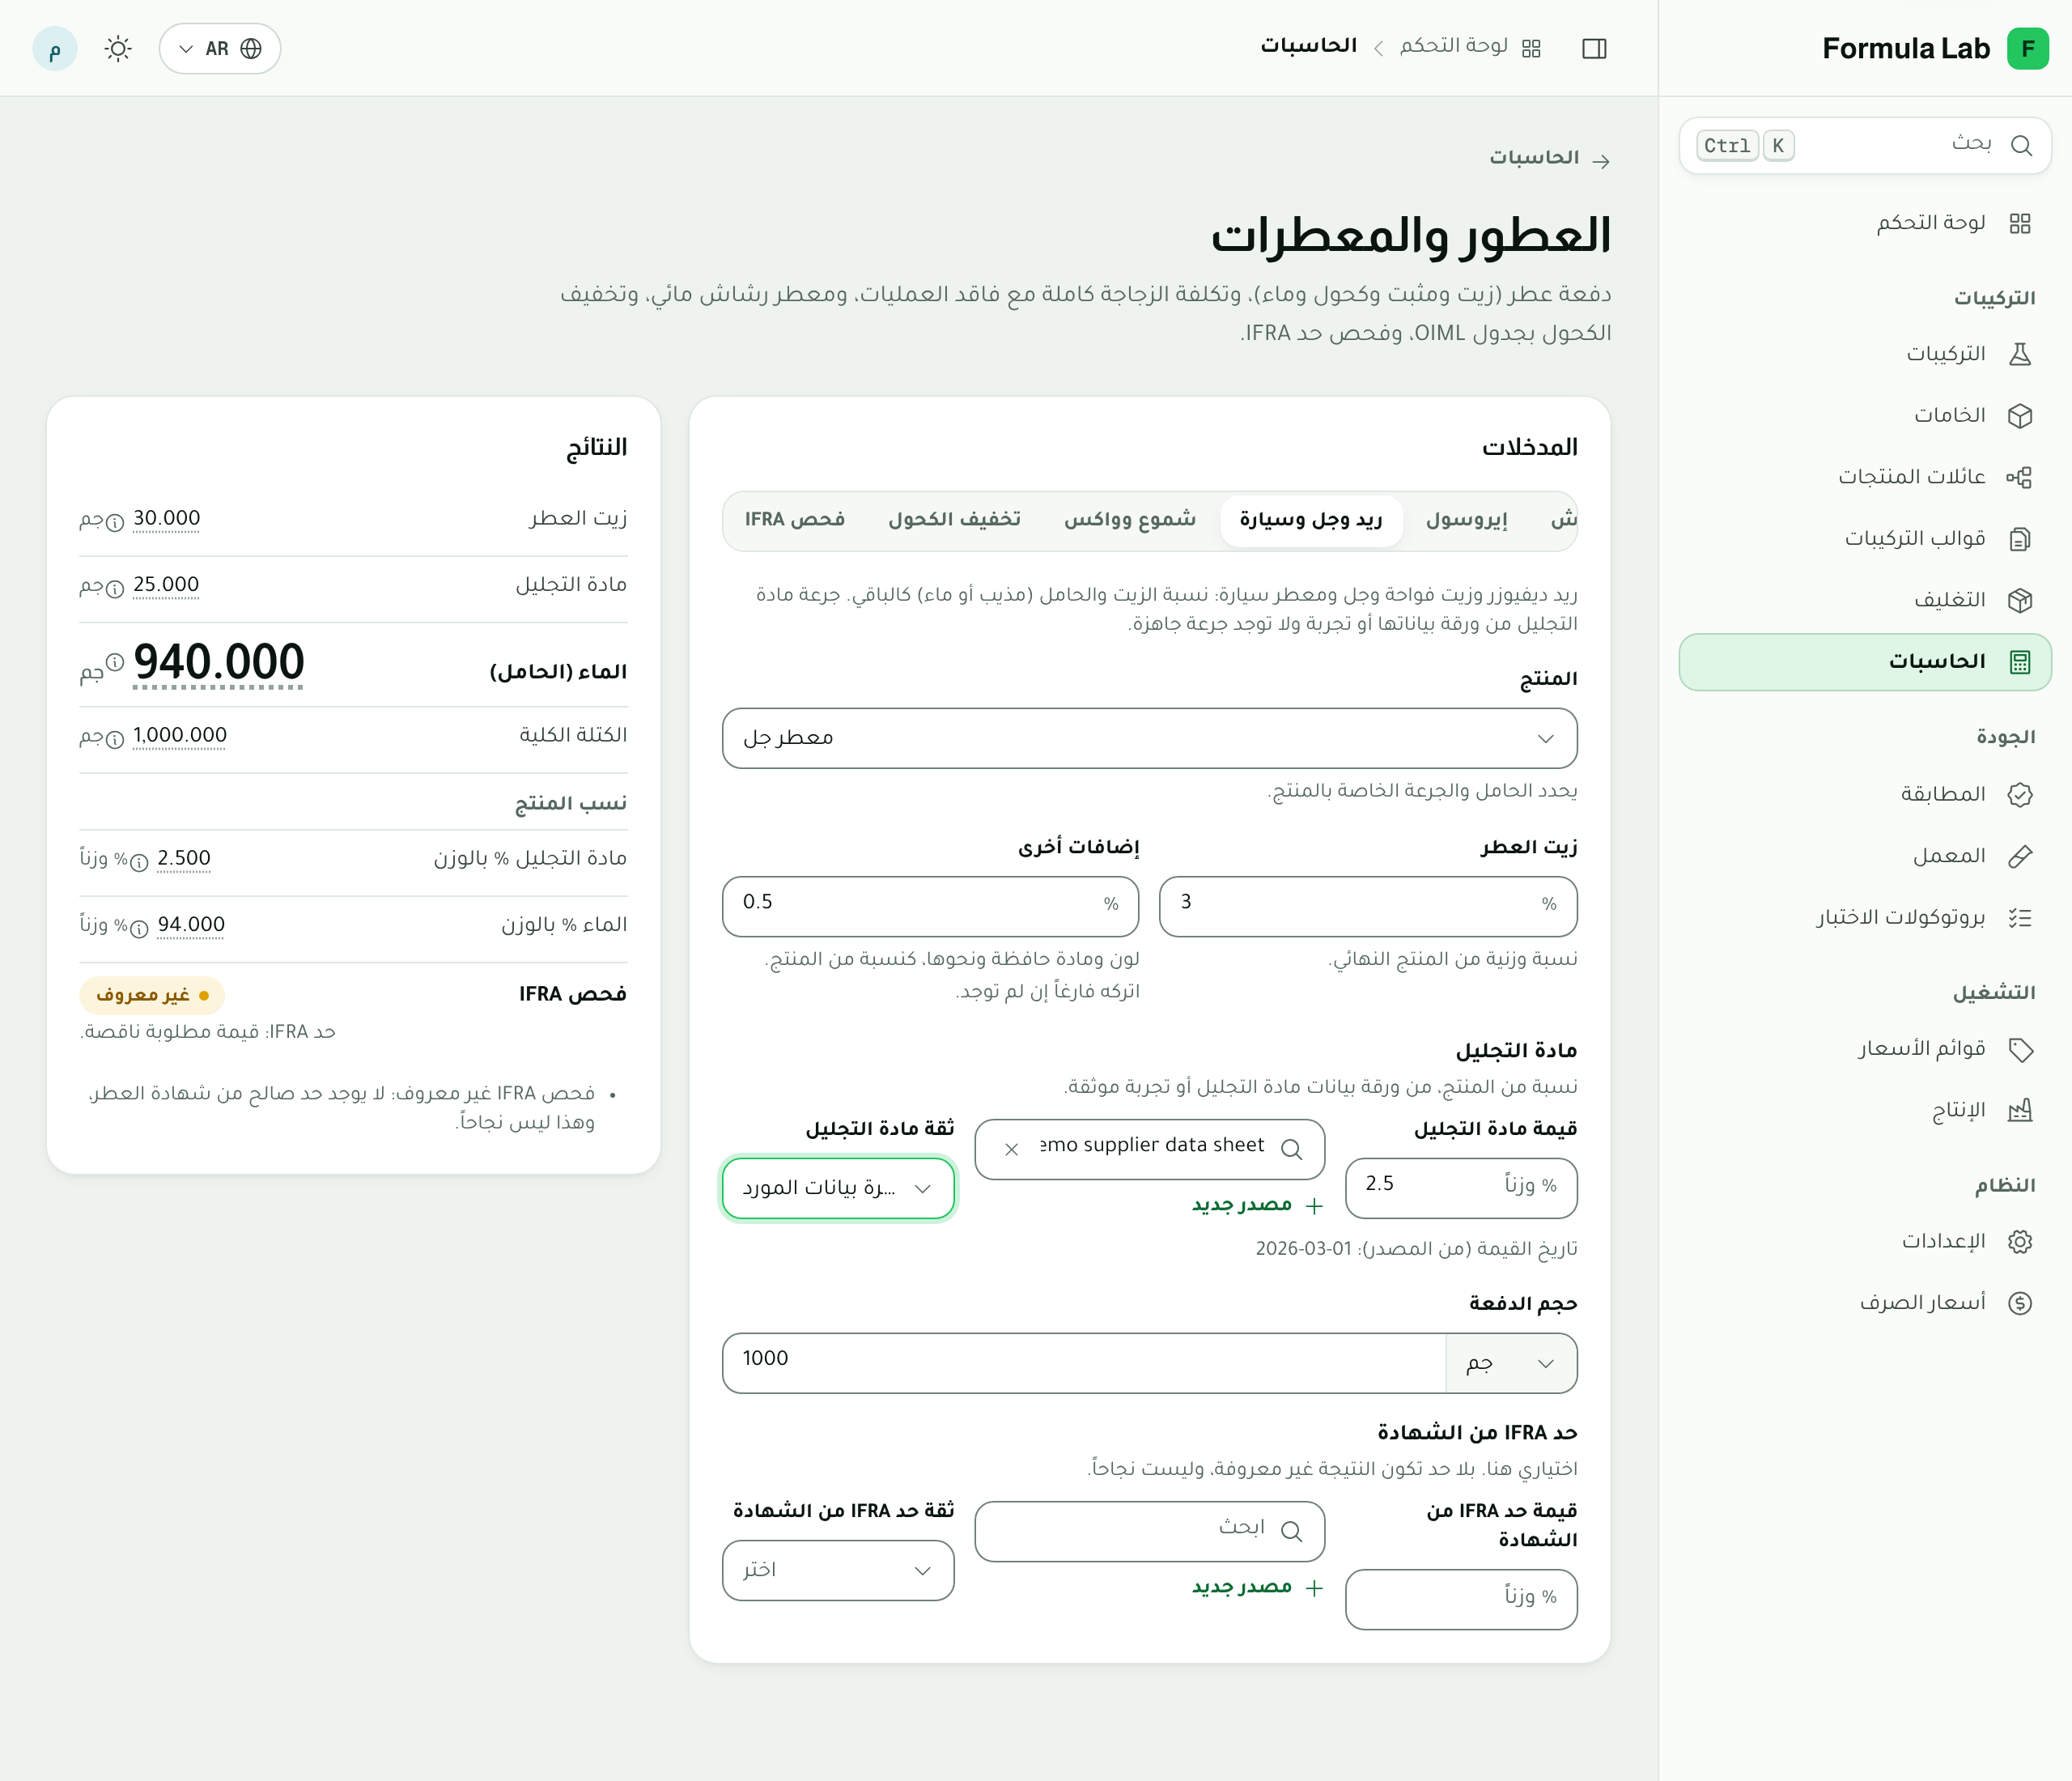 Formula Lab
F
لوحة التحكم
الحاسبات
AR
م
بحث
Ctrl K
لوحة التحكم
التركيبات
التركيبات
الخامات
عائلات المنتجات
قوالب التركيبات
التغليف
الحاسبات
الجودة
المطابقة
المعمل
بروتوكولات الاختبار
التشغيل
قوائم الأسعار
الإنتاج
النظام
الإعدادات
أسعار الصرف
الحاسبات
العطور والمعطرات
دفعة عطر (زيت ومثبت وكحول وماء)، وتكلفة الزجاجة كاملة مع فاقد العمليات، ومعطر رشاش مائي، وتخفيف
الكحول بجدول OIML، وفحص حد IFRA.
المدخلات
ش إيروسول ريد وجل وسيارة شموع وواكس تخفيف الكحول فحص IFRA
ريد ديفيوزر وزيت فواحة وجل ومعطر سيارة: نسبة الزيت والحامل (مذيب أو ماء) كالباقي. جرعة مادة
التجليل من ورقة بياناتها أو تجربة ولا توجد جرعة جاهزة.
المنتج
معطر جل
يحدد الحامل والجرعة الخاصة بالمنتج.
زيت العطر
3 %
نسبة وزنية من المنتج النهائي.
إضافات أخرى
0.5 %
لون ومادة حافظة ونحوها، كنسبة من المنتج.
اتركه فارغاً إن لم توجد.
مادة التجليل
نسبة من المنتج، من ورقة بيانات مادة التجليل أو تجربة موثقة.
قيمة مادة التجليل
2.5 % وزناً
emo supplier data sheet
مصدر جديد
ثقة مادة التجليل
...رة بيانات المورد
تاريخ القيمة (من المصدر): 2026-03-01
حجم الدفعة
جم 1000
حد IFRA من الشهادة
اختياري هنا. بلا حد تكون النتيجة غير معروفة، وليست نجاحاً.
قيمة حد IFRA من
الشهادة
% وزناً
ابحث
مصدر جديد
ثقة حد IFRA من الشهادة
اختر
النتائج
زيت العطر 30.000 جم
مادة التجليل 25.000 جم
الماء (الحامل) 940.000 جم
الكتلة الكلية 1,000.000 جم
نسب المنتج
مادة التجليل % بالوزن 2.500 % وزناً
الماء % بالوزن 94.000 % وزناً
فحص IFRA غير معروف
حد IFRA: قيمة مطلوبة ناقصة.
• فحص IFRA غير معروف: لا يوجد حد صالح من شهادة العطر،
وهذا ليس نجاحاً.